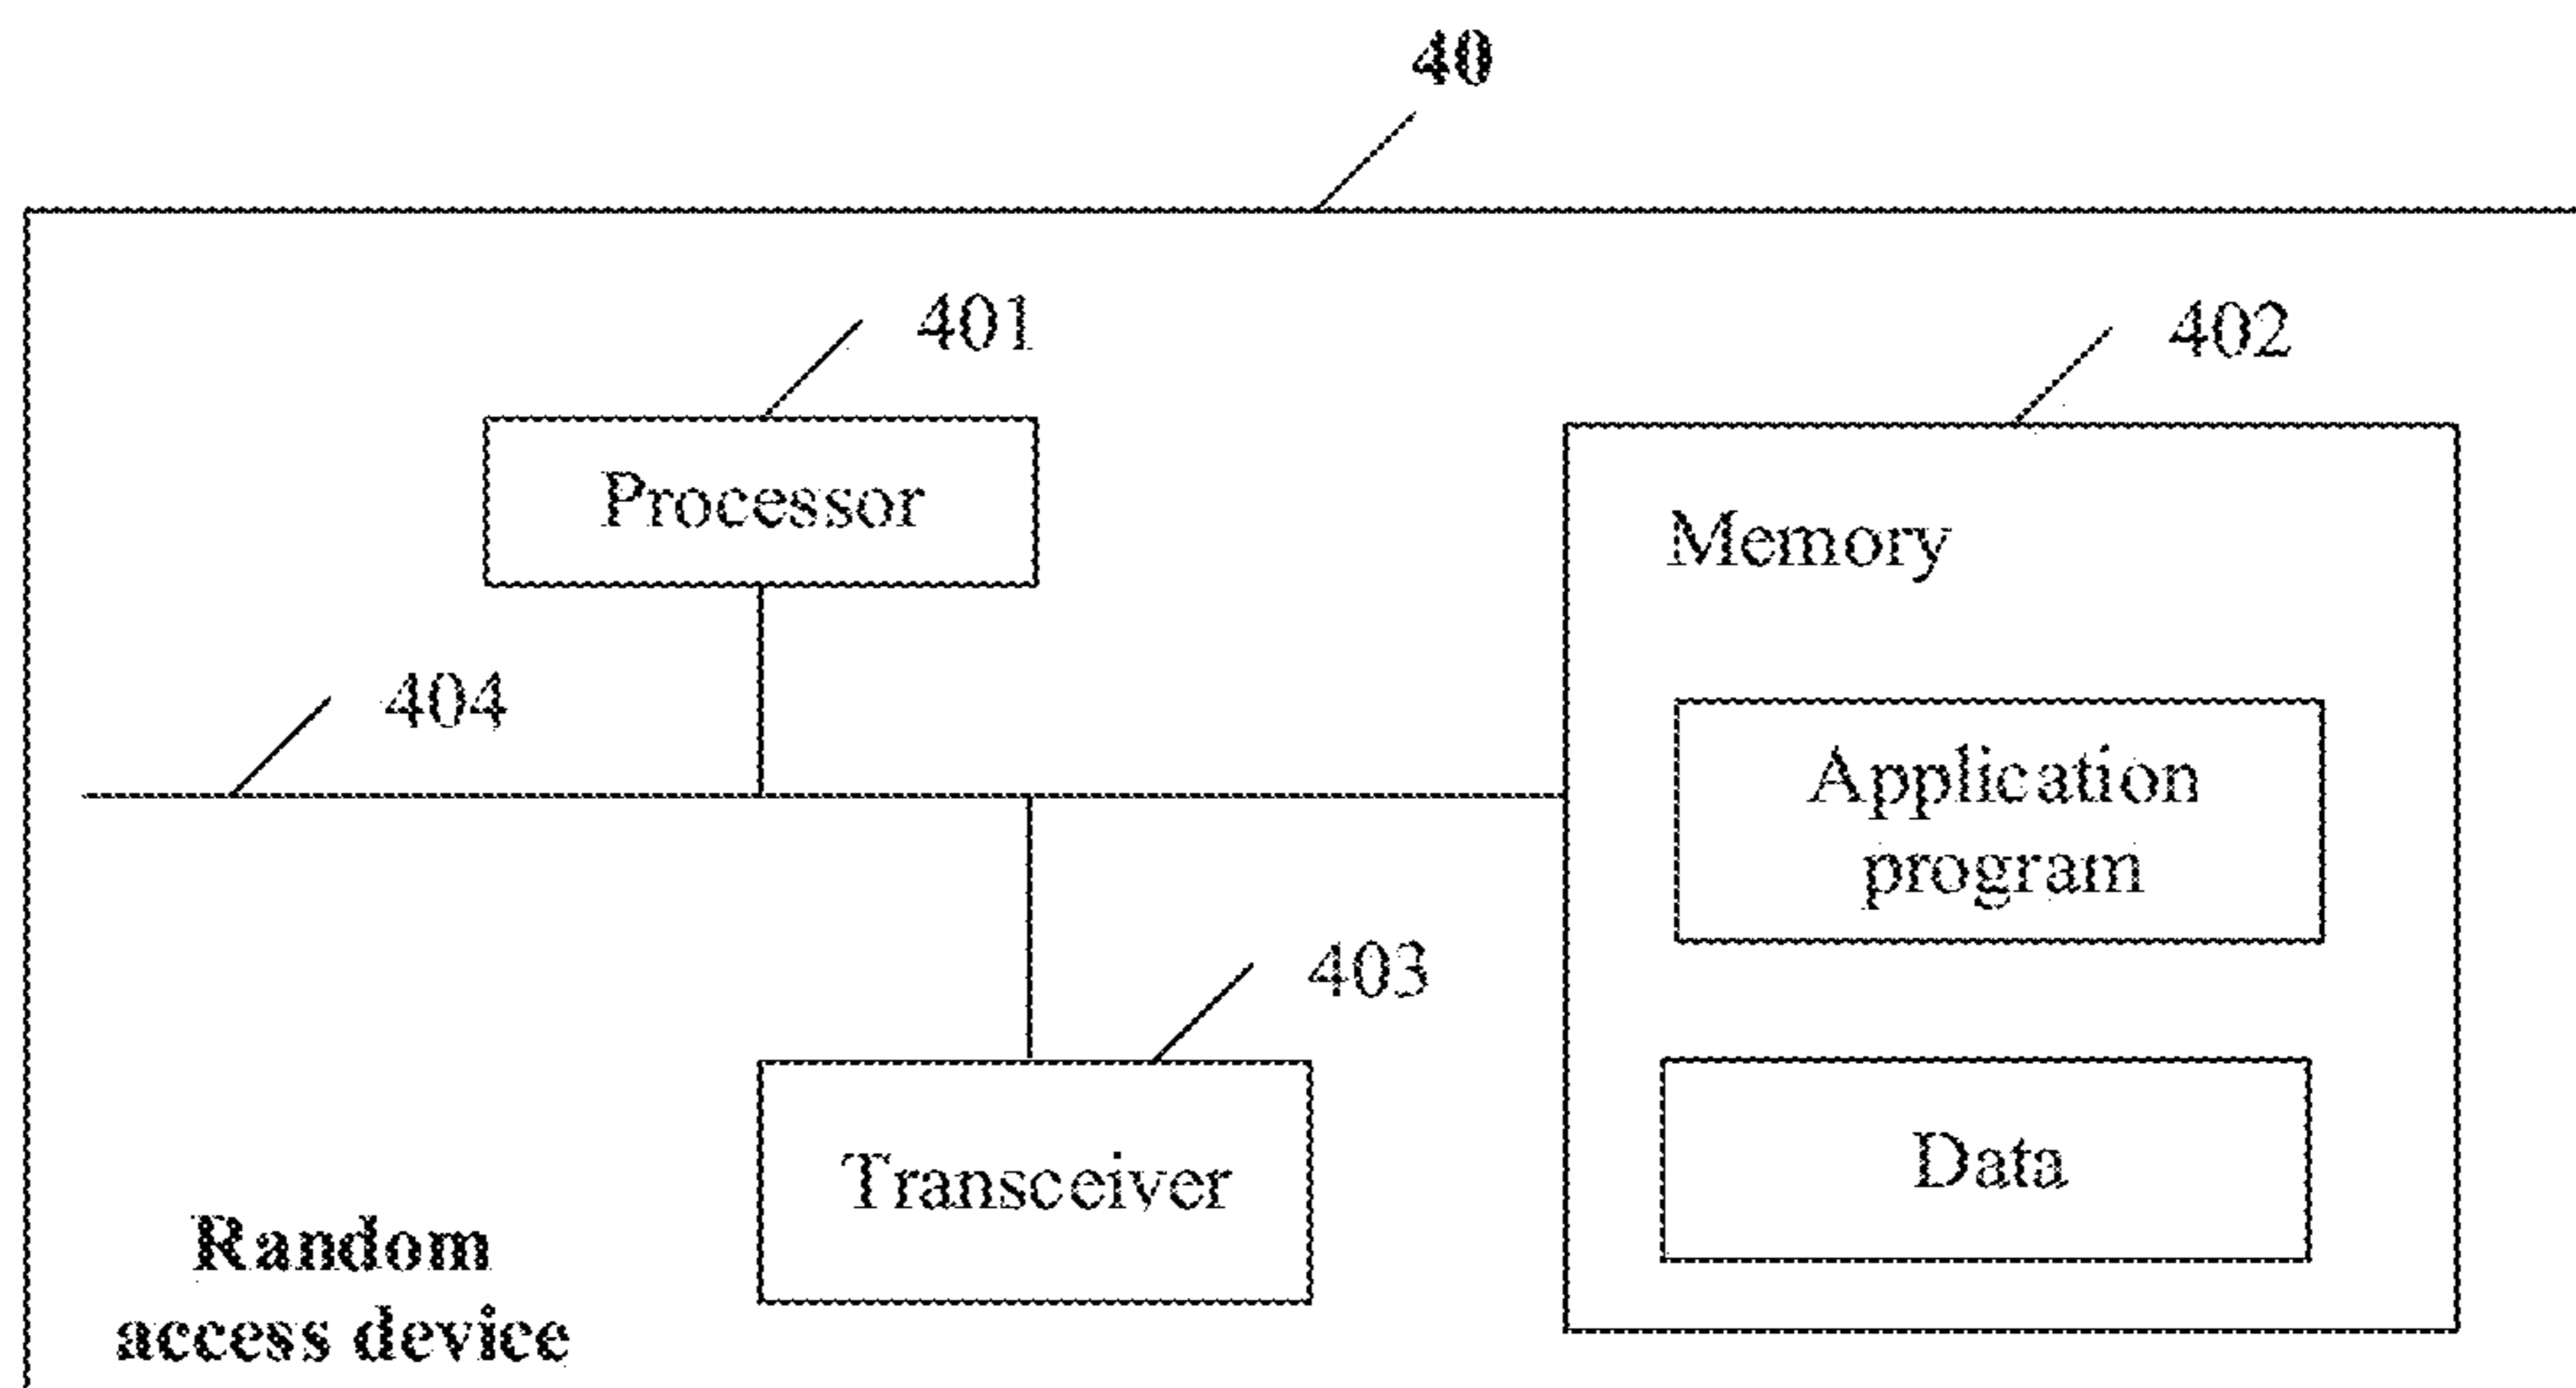 40
401
402
Processor
Memory
404
Application
program
403
Data
Transceiver
Random
access device